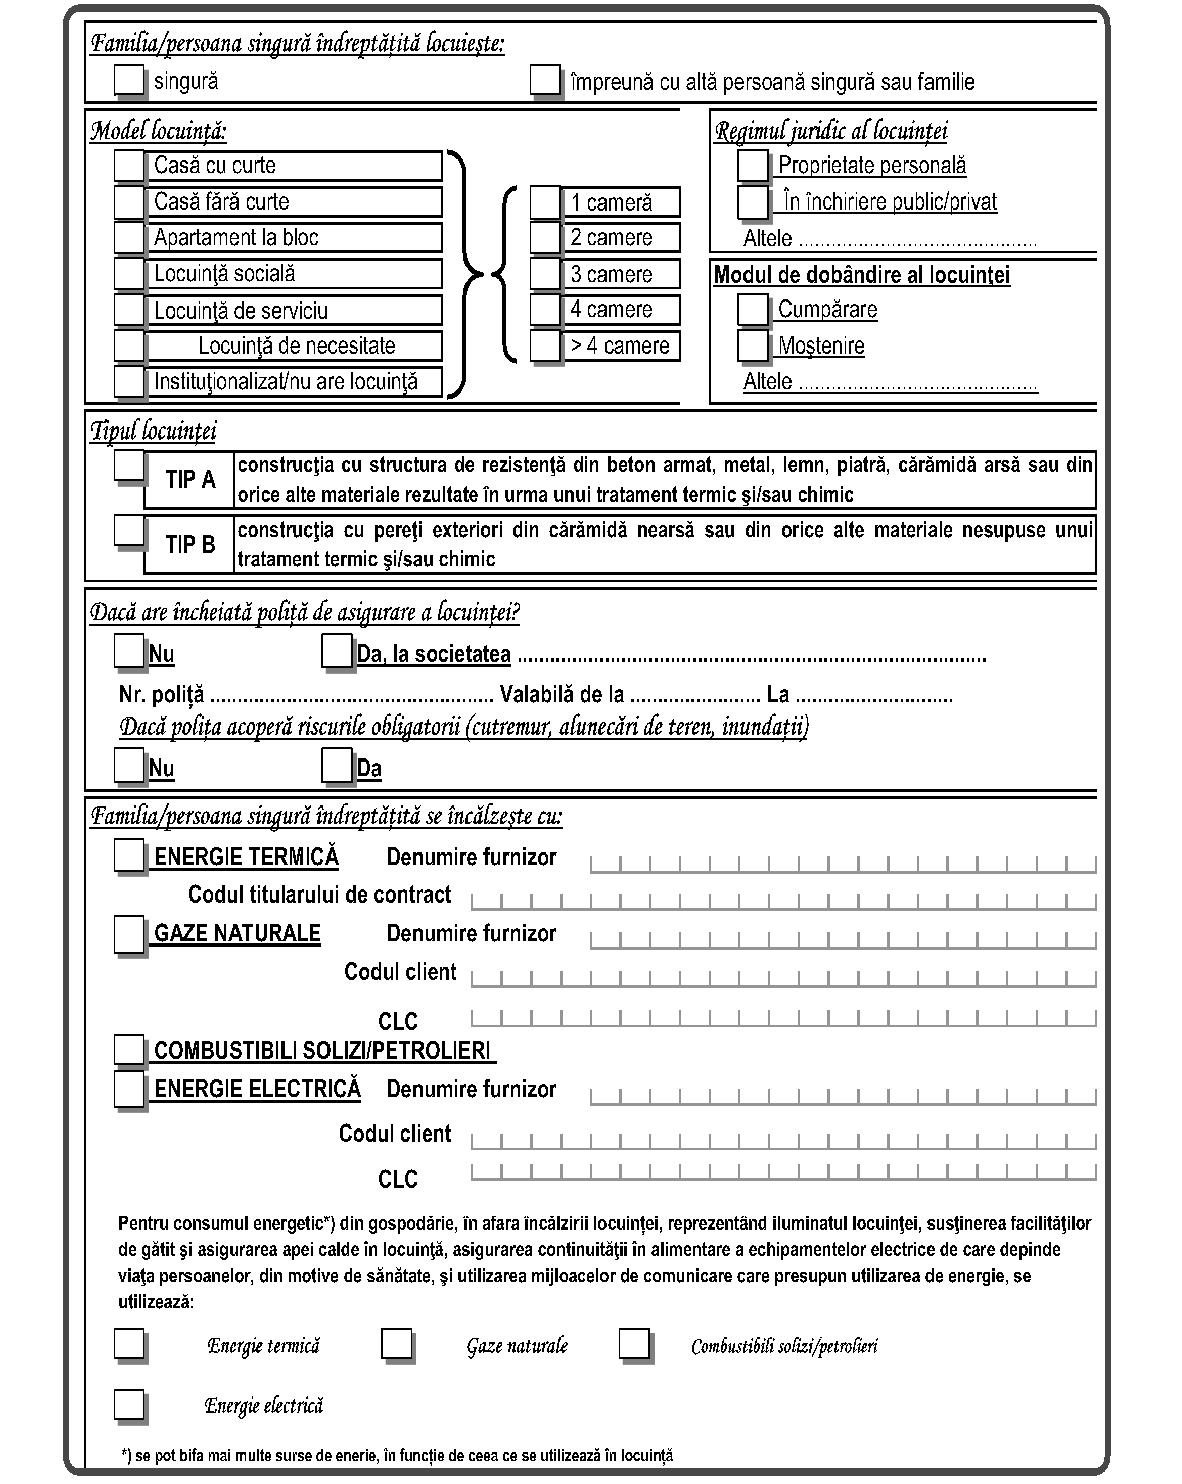 Familia/persoana singură îndreptățită locuiește:
singură împreună cu altă persoană singură sau familie
Model locuință:
Casă cu curte
Casă fără curte
Apartament la bloc
Locuinţă socială
Locuinţă de serviciu
Locuinţă de necesitate
Instituţionalizat/nu are locuinţă
1 cameră
2 camere
3 camere
4 camere
> 4 camere
Regimul juridic al locuinței
Proprietate personală
În închiriere public/privat
Altele ..........................................
Modul de dobândire al locuinței
Cumpărare
Moştenire
Altele ..........................................
Tipul locuinței
TIP A
construcţia cu structura de rezistenţă din beton armat, metal, lemn, piatră, cărămidă arsă sau din
orice alte materiale rezultate în urma unui tratament termic şi/sau chimic
TIP B
construcţia cu pereţi exteriori din cărămidă nearsă sau din orice alte materiale nesupuse unui
tratament termic şi/sau chimic
Dacă are încheiată poliță de asigurare a locuinței?
Nu Da, la societatea ......................................................................................
Nr. poliță .................................................... Valabilă de la ........................ La .............................
Dacă polița acoperă riscurile obligatorii (cutremur, alunecări de teren, inundații)
Nu Da
Familia/persoana singură îndreptățită se încălzește cu:
ENERGIE TERMICĂ Denumire furnizor
Codul titularului de contract
GAZE NATURALE Denumire furnizor
Codul client
CLC
COMBUSTIBILI SOLIZI/PETROLIERI
ENERGIE ELECTRICĂ Denumire furnizor
Codul client
CLC
Pentru consumul energetic*) din gospodărie, în afara încălzirii locuinței, reprezentând iluminatul locuinței, susţinerea facilităţilor
de gătit şi asigurarea apei calde în locuinţă, asigurarea continuităţii în alimentare a echipamentelor electrice de care depinde
viaţa persoanelor, din motive de sănătate, şi utilizarea mijloacelor de comunicare care presupun utilizarea de energie, se
utilizează:
Energie termică Gaze naturale Combustibili solizi/petrolieri
Energie electrică
*) se pot bifa mai multe surse de enerie, în funcție de ceea ce se utilizează în locuință